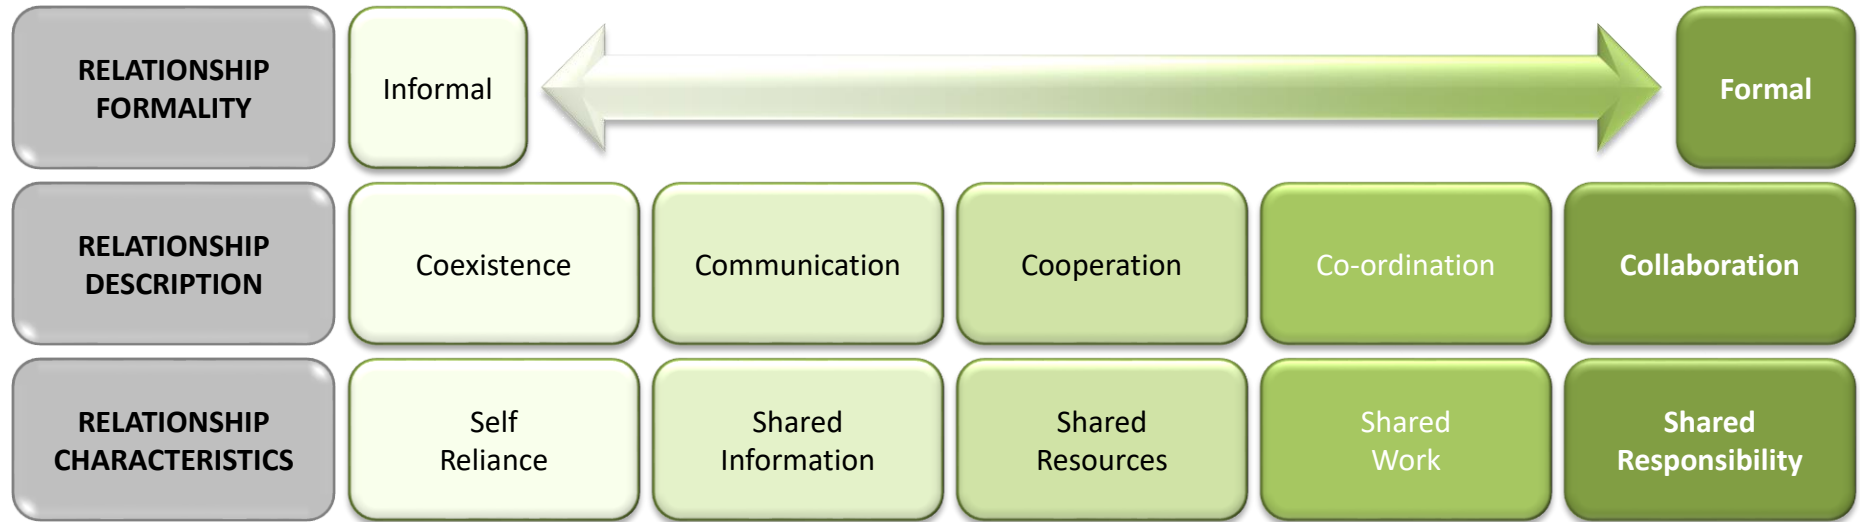 RELATIONSHIP
FORMALITY
Informal
Formal
RELATIONSHIP
DESCRIPTION
Coexistence
Communication
Cooperation
Co-ordination
Collaboration
RELATIONSHIP
CHARACTERISTICS
Self
Reliance
Shared
Information
Shared
Resources
Shared
Work
Shared
Responsibility